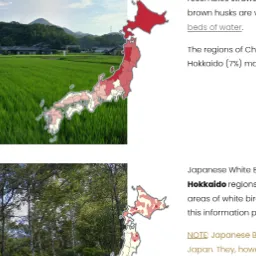 brown husks are v
beds of water.
The regions of Ch
Hokkaido (7%) ma
Japanese White B
Hokkaido regions
areas of white bir
this information p
NOTE: Japanese B
Japan. They, howe